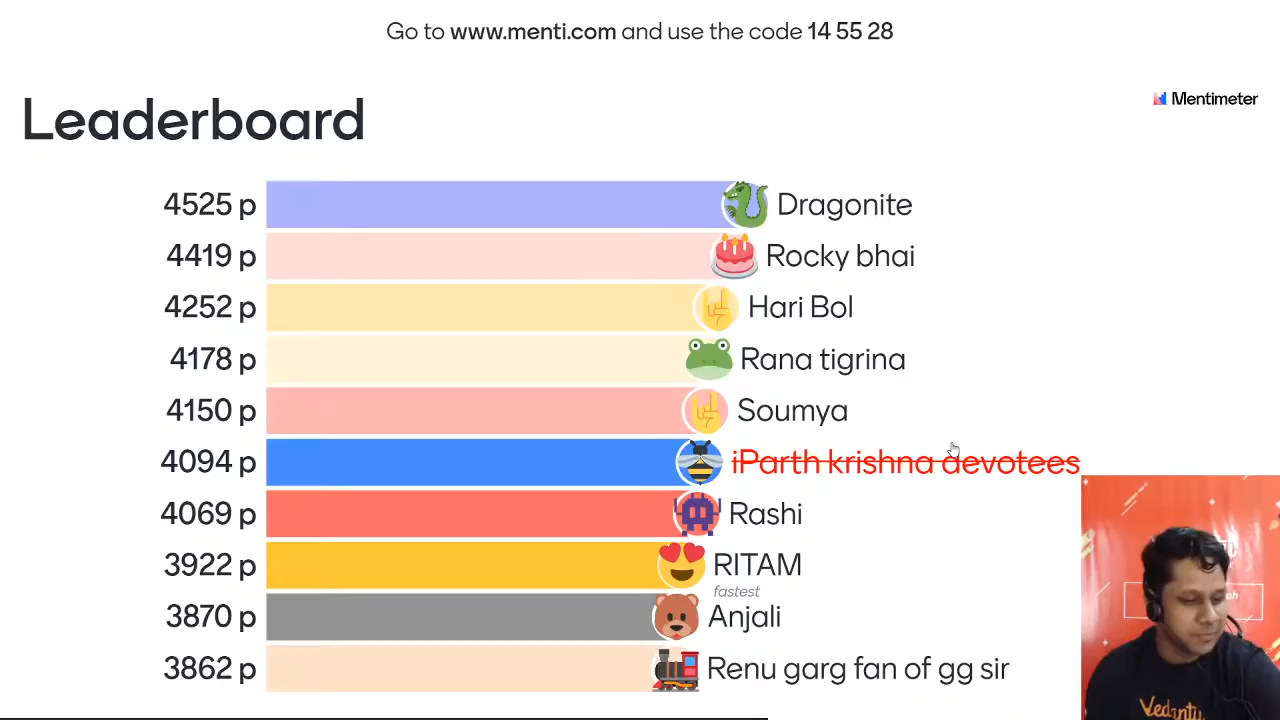 Go to www.menti.com and use the code 14 55 28
Leaderboard
Mentimeter
4525 p Dragonite
4419 p Rocky bhai
4252 p Hari Bol
4178 p Rana tigrina
4150 p Soumya
4094 p iParth krishna devotees
4069 p Rashi
3922 p RITAM
fastest
3870 p Anjali
3862 p Renu garg fan of gg sir